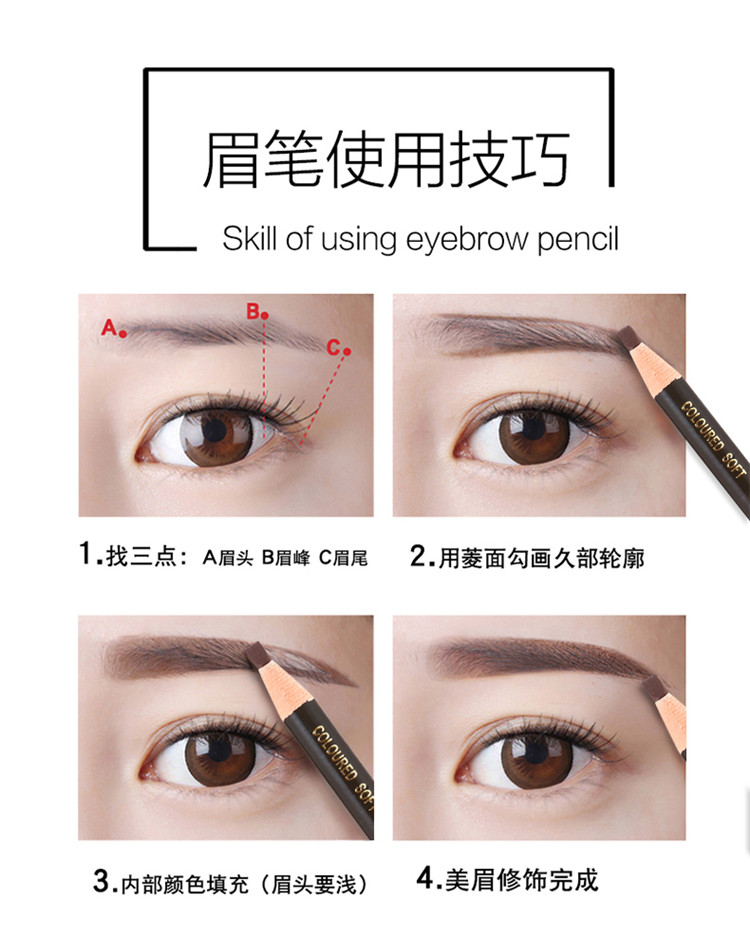 眉笔使用技巧
Skill of using eyebrow pencil
A B C
COLOURED SOFT
1.找三点： A眉头 B眉峰 C眉尾
2.用菱面勾画久部轮廓
COLOURED SOFT
3.内部颜色填充（眉头要浅）
4.美眉修饰完成